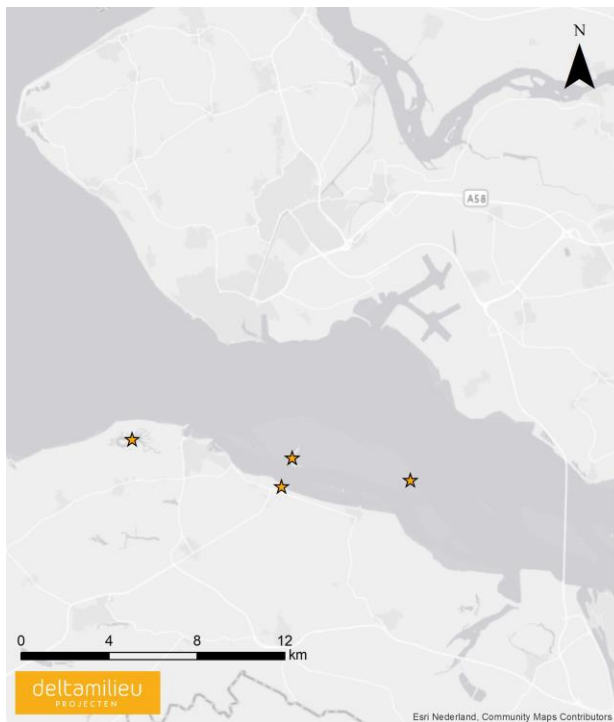 N
A58
0 4 8 12
km
deltamilieu
PROJECTEN
Esri Nederland, Community Maps Contributors